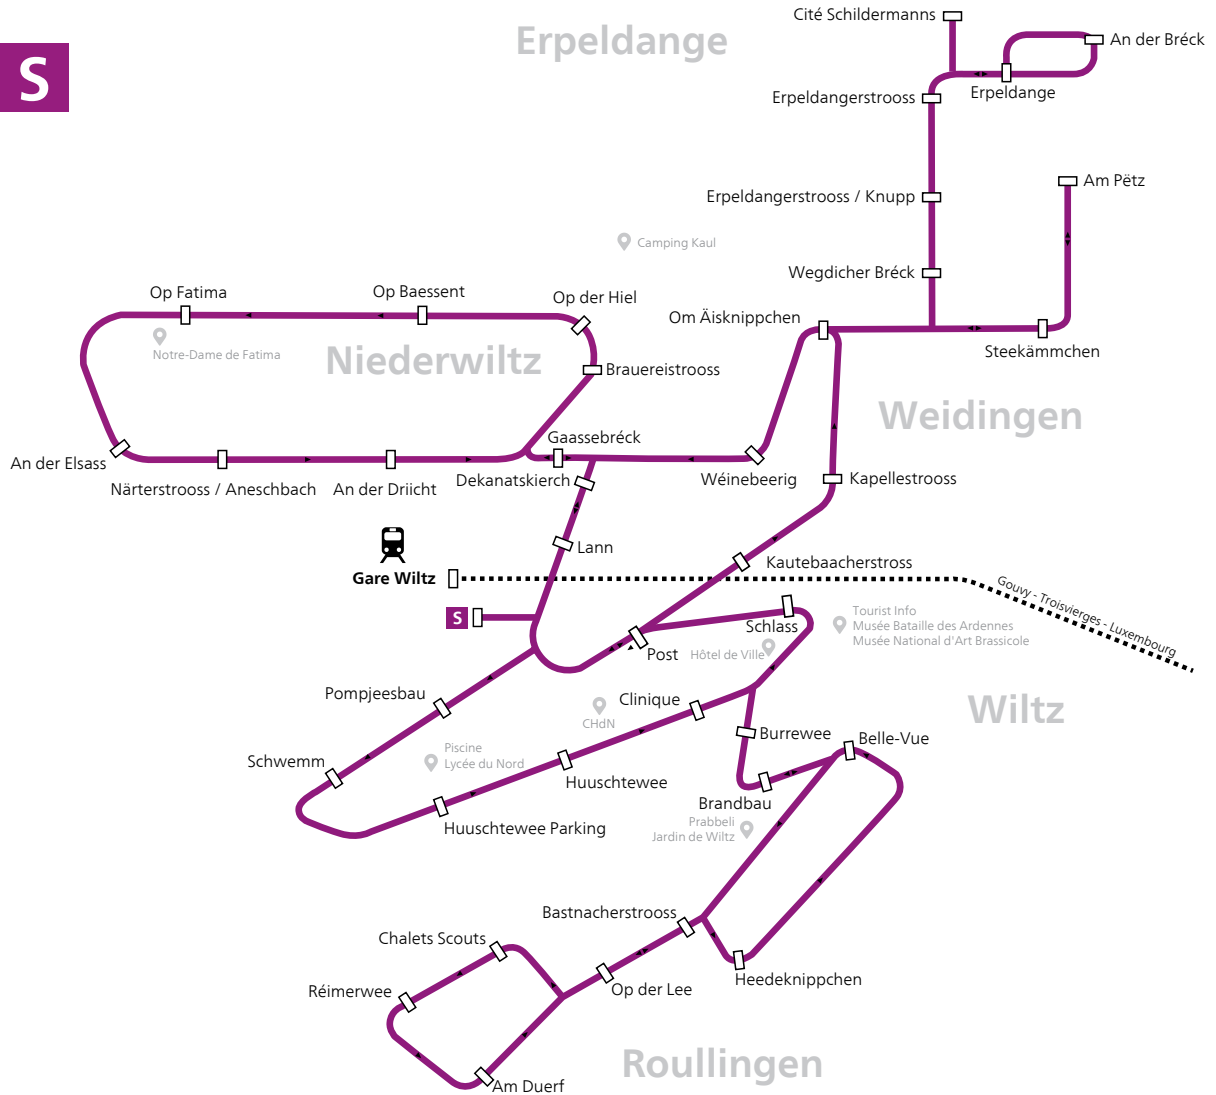 Cité Schildermanns
An der Bréck
Erpeldange
S
Erpeldange
Erpeldangerstrooss
Am Pëtz
Erpeldangerstrooss / Knupp
Camping Kaul
Wegdicher Bréck
Op Fatima
Op Baessent
Op der Hiel
Om Äisknippchen
Steekämmchen
Notre-Dame de Fatima
Niederwiltz
Brauereistrooss
Weidingen
Gaassebréck
An der Elsass
Närterstrooss / Aneschbach
An der Driicht
Dekanatskierch
Wéinebeerig
Kapellestrooss
Lann
Kautebaacherstross
Gare Wiltz
Gouvy - Troisvierges - Luxembourg
S
Schlass
Tourist Info
Musée Bataille des Ardennes
Musée National d'Art Brassicole
Post
Hôtel de Ville
Pompjeesbau
Clinique
CHdN
Wiltz
Burrewee
Belle-Vue
Schwemm
Piscine
Lycée du Nord
Huuschtewee
Brandbau
Huuschtewee Parking
Prabbeli
Jardin de Wiltz
Bastnacherstrooss
Chalets Scouts
Heedeknippchen
Réimerwee
Op der Lee
Roullingen
Am Duerf